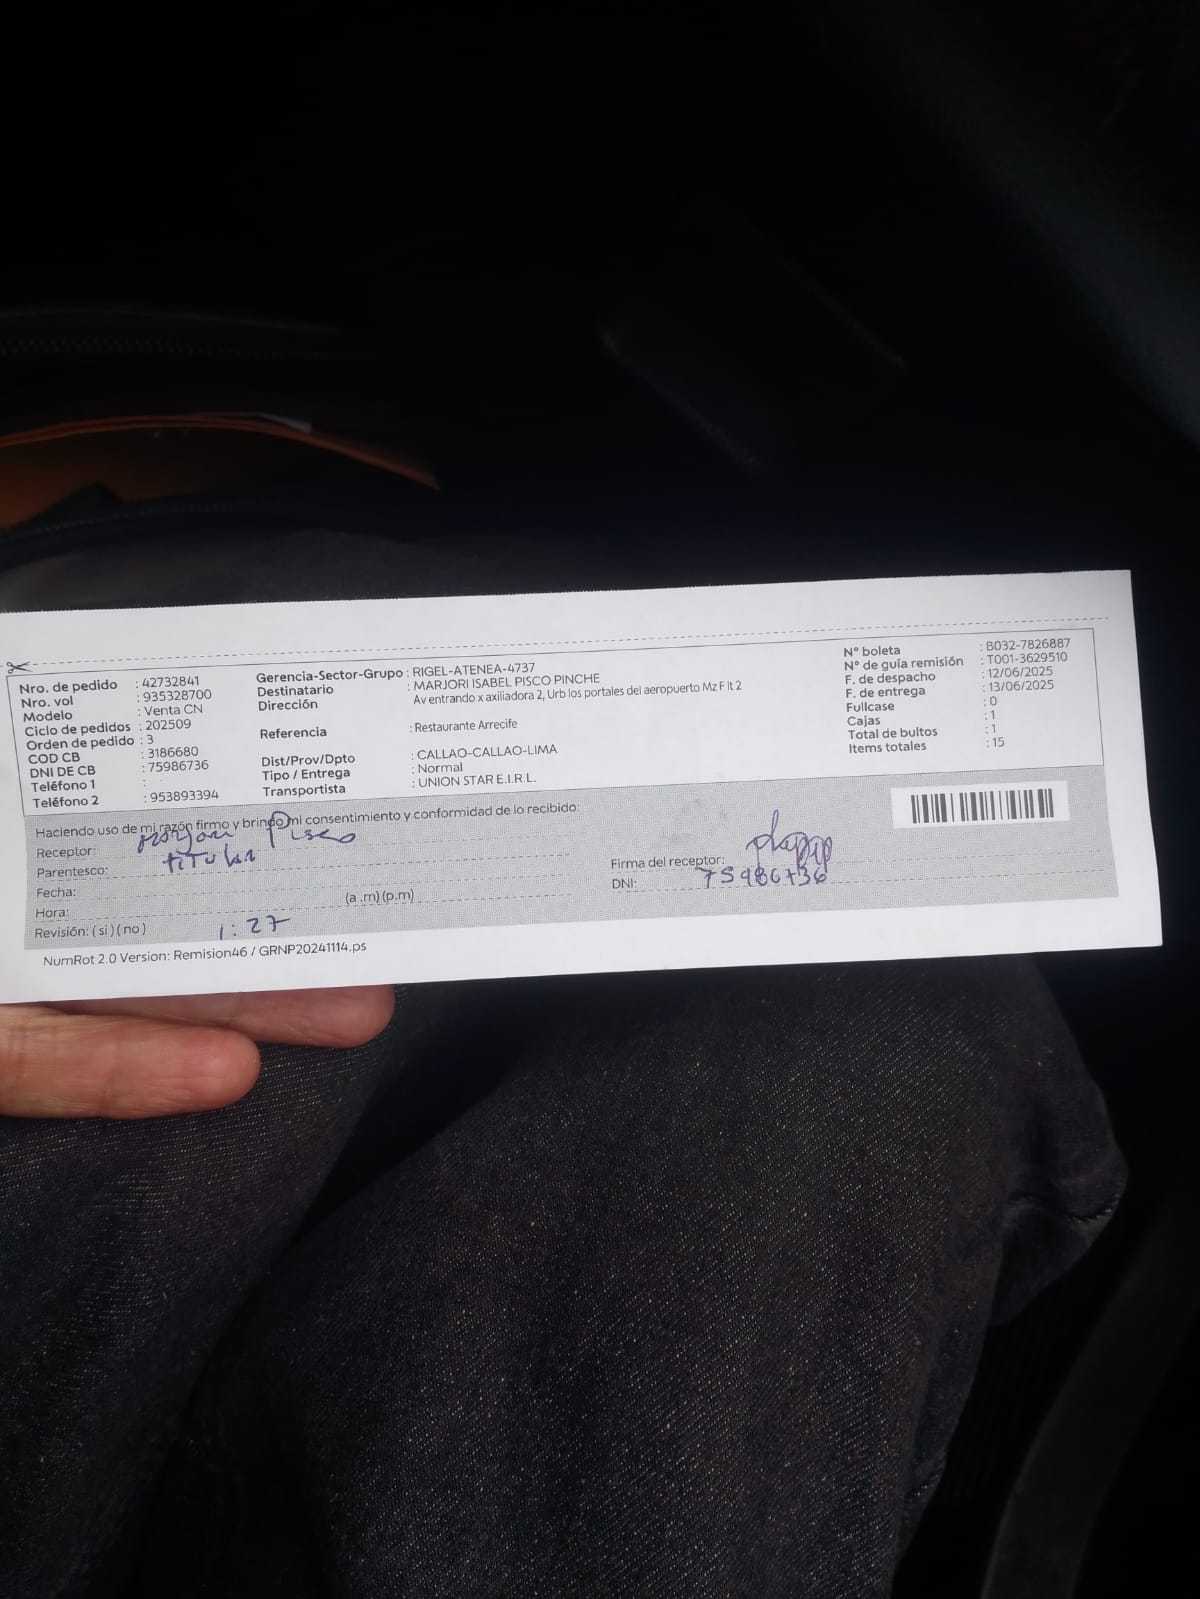 Nro. de pedido : 42732841
Nro. vol : 935328700
Modelo : Venta CN
Ciclo de pedidos : 202509
Orden de pedido : 3
COD CB : 3186680
DNI DE CB : 75986736
Teléfono 1 :
Teléfono 2 : 953893394
Gerencia-Sector-Grupo : RIGEL-ATENEA-4737
Destinatario : MARJORI ISABEL PISCO PINCHE
Dirección Av entrando x axiliadora 2, Urb los portales del aeropuerto Mz F lt 2
Referencia : Restaurante Arrecife
Dist/Prov/Dpto : CALLAO-CALLAO-LIMA
Tipo / Entrega : Normal
Transportista : UNION STAR E.I.R.L.
N° boleta : B032-7826887
N° de guía remisión : T001-3629510
F. de despacho : 12/06/2025
F. de entrega : 13/06/2025
Fullcase : 0
Cajas : 1
Total de bultos : 1
Items totales : 15
Haciendo uso de mi razón firmo y brindo mi consentimiento y conformidad de lo recibido:
Receptor: Marjori Pisco
Parentesco: titular
Fecha:
Hora: (a .m) (p.m)
Revisión: ( si ) ( no ) 1:27
Firma del receptor:
DNI: 75986736
NumRot 2.0 Version: Remision46 / GRNP20241114.ps